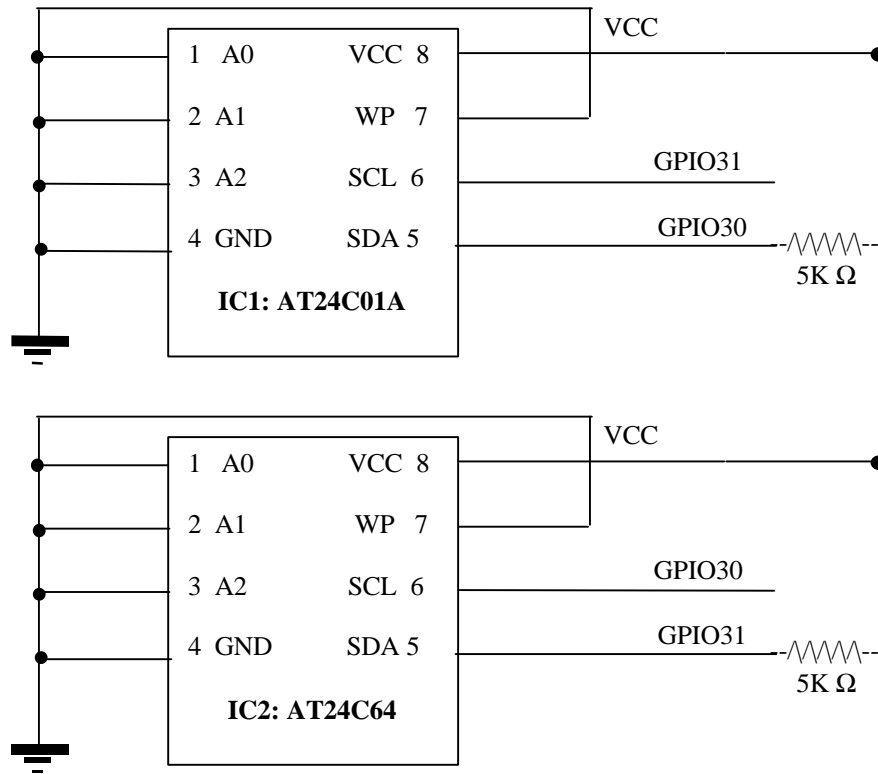 VCC
1 A0 VCC 8
2 A1 WP 7
GPIO31
3 A2 SCL 6
GPIO30
4 GND SDA 5
5K Ω
IC1: AT24C01A
VCC
1 A0 VCC 8
2 A1 WP 7
GPIO30
3 A2 SCL 6
GPIO31
4 GND SDA 5
5K Ω
IC2: AT24C64